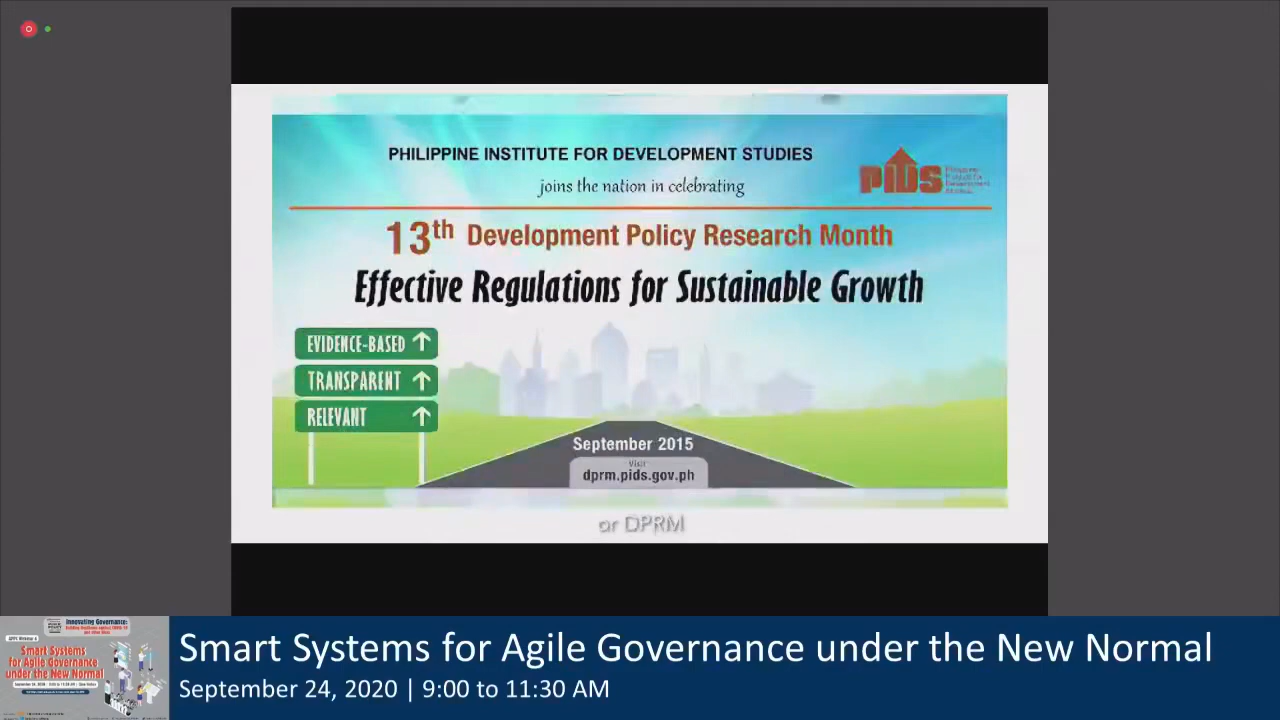 PHILIPPINE INSTITUTE FOR DEVELOPMENT STUDIES
joins the nation in celebrating
PIDS
13th Development Policy Research Month
Effective Regulations for Sustainable Growth
EVIDENCE-BASED
TRANSPARENT
RELEVANT
September 2015
Visit
dprm.pids.gov.ph
or DPRM
Innovating Governance:
Smart Systems
for Agile Governance
under the New Normal
Smart Systems for Agile Governance under the New Normal
September 24, 2020 | 9:00 to 11:30 AM